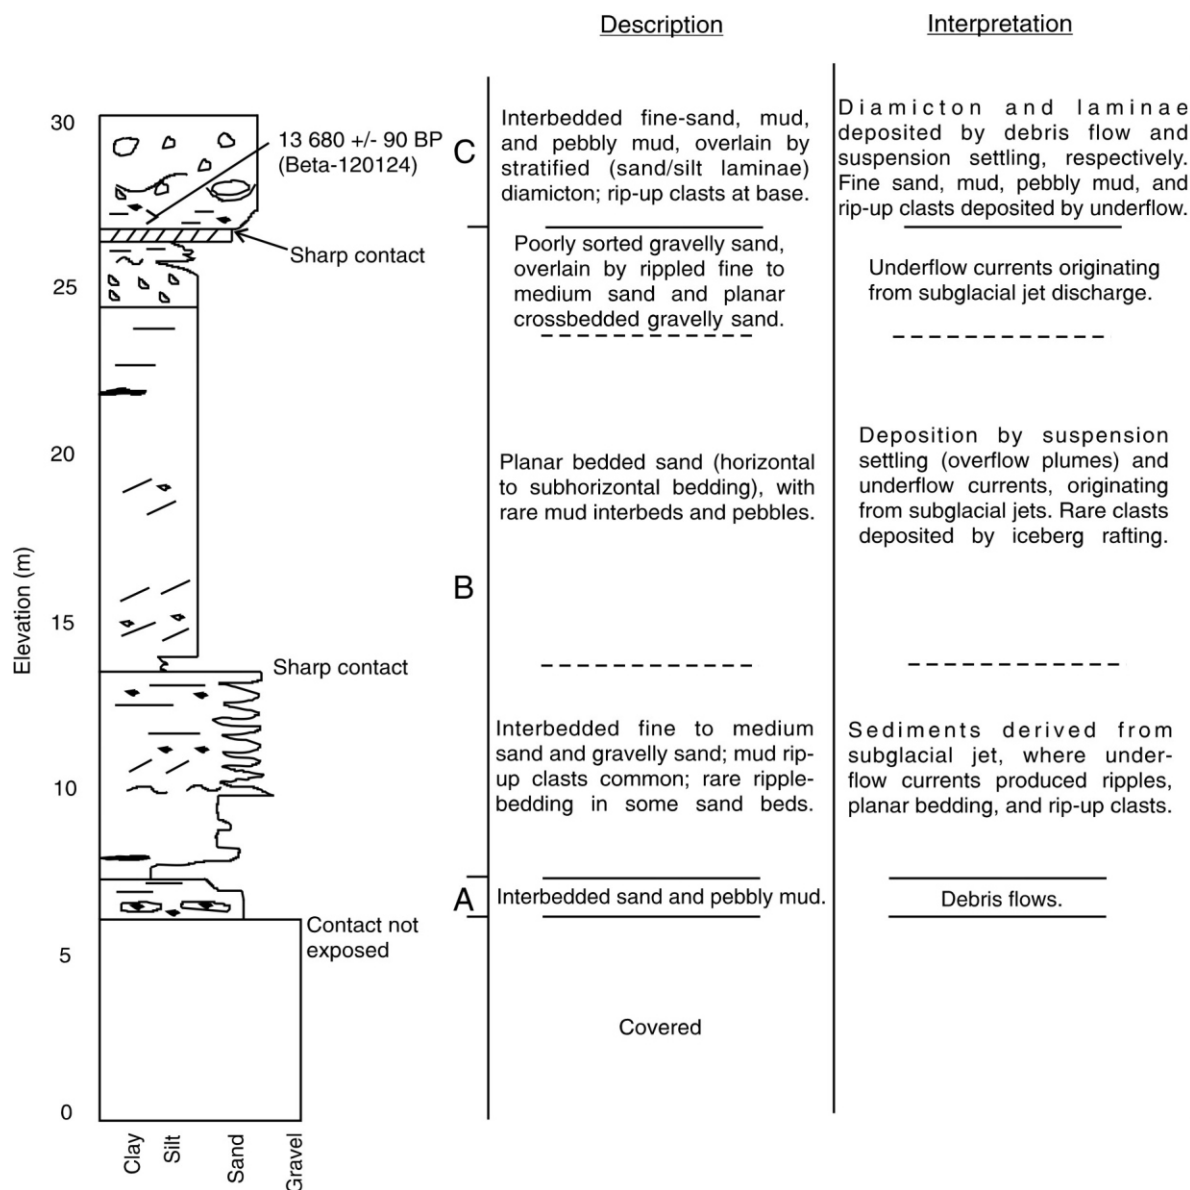 Description
Interpretation
30
25
20
15
10
5
0
Elevation (m)
Clay
Silt
Sand
Gravel
13 680 +/- 90 BP
(Beta-120124)
Sharp contact
Sharp contact
Contact not
exposed
C
Interbedded fine-sand, mud,
and pebbly mud, overlain by
stratified (sand/silt laminae)
diamicton; rip-up clasts at base.
Diamicton and laminae
deposited by debris flow and
suspension settling, respectively.
Fine sand, mud, pebbly mud, and
rip-up clasts deposited by underflow.
Poorly sorted gravelly sand,
overlain by rippled fine to
medium sand and planar
crossbedded gravelly sand.
Underflow currents originating
from subglacial jet discharge.
B
Planar bedded sand (horizontal
to subhorizontal bedding), with
rare mud interbeds and pebbles.
Deposition by suspension
settling (overflow plumes) and
underflow currents, originating
from subglacial jets. Rare clasts
deposited by iceberg rafting.
Interbedded fine to medium
sand and gravelly sand; mud rip-
up clasts common; rare ripple-
bedding in some sand beds.
Sediments derived from
subglacial jet, where under-
flow currents produced ripples,
planar bedding, and rip-up clasts.
A
Interbedded sand and pebbly mud.
Debris flows.
Covered